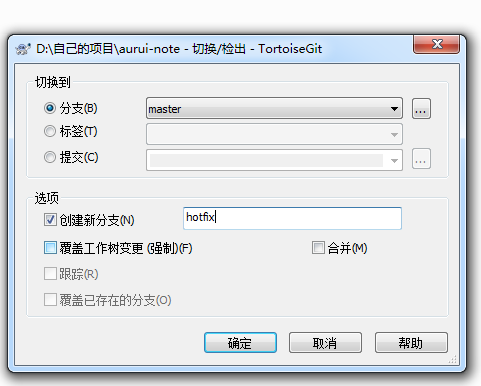 D:\自己的项目\aurui-note - 切换/检出 - TortoiseGit
切换到
分支(B) master ...
标签(T)
提交(C) ...
选项
创建新分支(N) hotfix
覆盖工作树变更 (强制)(F) 合并(M)
跟踪(R)
覆盖已存在的分支(O)
确定 取消 帮助